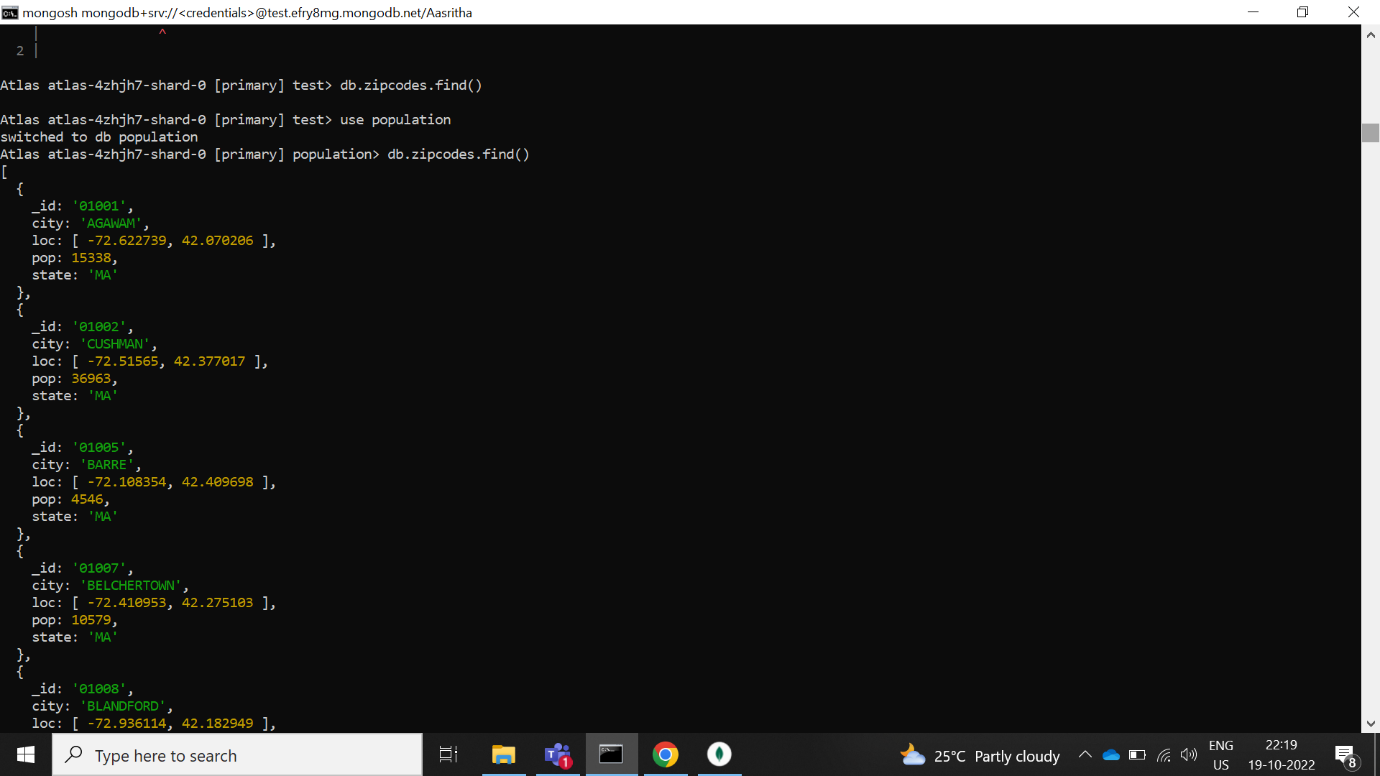 mongosh mongodb+srv://<credentials>@test.efry8mg.mongodb.net/Aasritha
|                ^
2 |
Atlas atlas-4zhjh7-shard-0 [primary] test> db.zipcodes.find()
Atlas atlas-4zhjh7-shard-0 [primary] test> use population
switched to db population
Atlas atlas-4zhjh7-shard-0 [primary] population> db.zipcodes.find()
[
  {
    _id: '01001',
    city: 'AGAWAM',
    loc: [ -72.622739, 42.070206 ],
    pop: 15338,
    state: 'MA'
  },
  {
    _id: '01002',
    city: 'CUSHMAN',
    loc: [ -72.51565, 42.377017 ],
    pop: 36963,
    state: 'MA'
  },
  {
    _id: '01005',
    city: 'BARRE',
    loc: [ -72.108354, 42.409698 ],
    pop: 4546,
    state: 'MA'
  },
  {
    _id: '01007',
    city: 'BELCHERTOWN',
    loc: [ -72.410953, 42.275103 ],
    pop: 10579,
    state: 'MA'
  },
  {
    _id: '01008',
    city: 'BLANDFORD',
    loc: [ -72.936114, 42.182949 ],
Type here to search
1
25°C Partly cloudy
ENG
US
22:19
19-10-2022
8